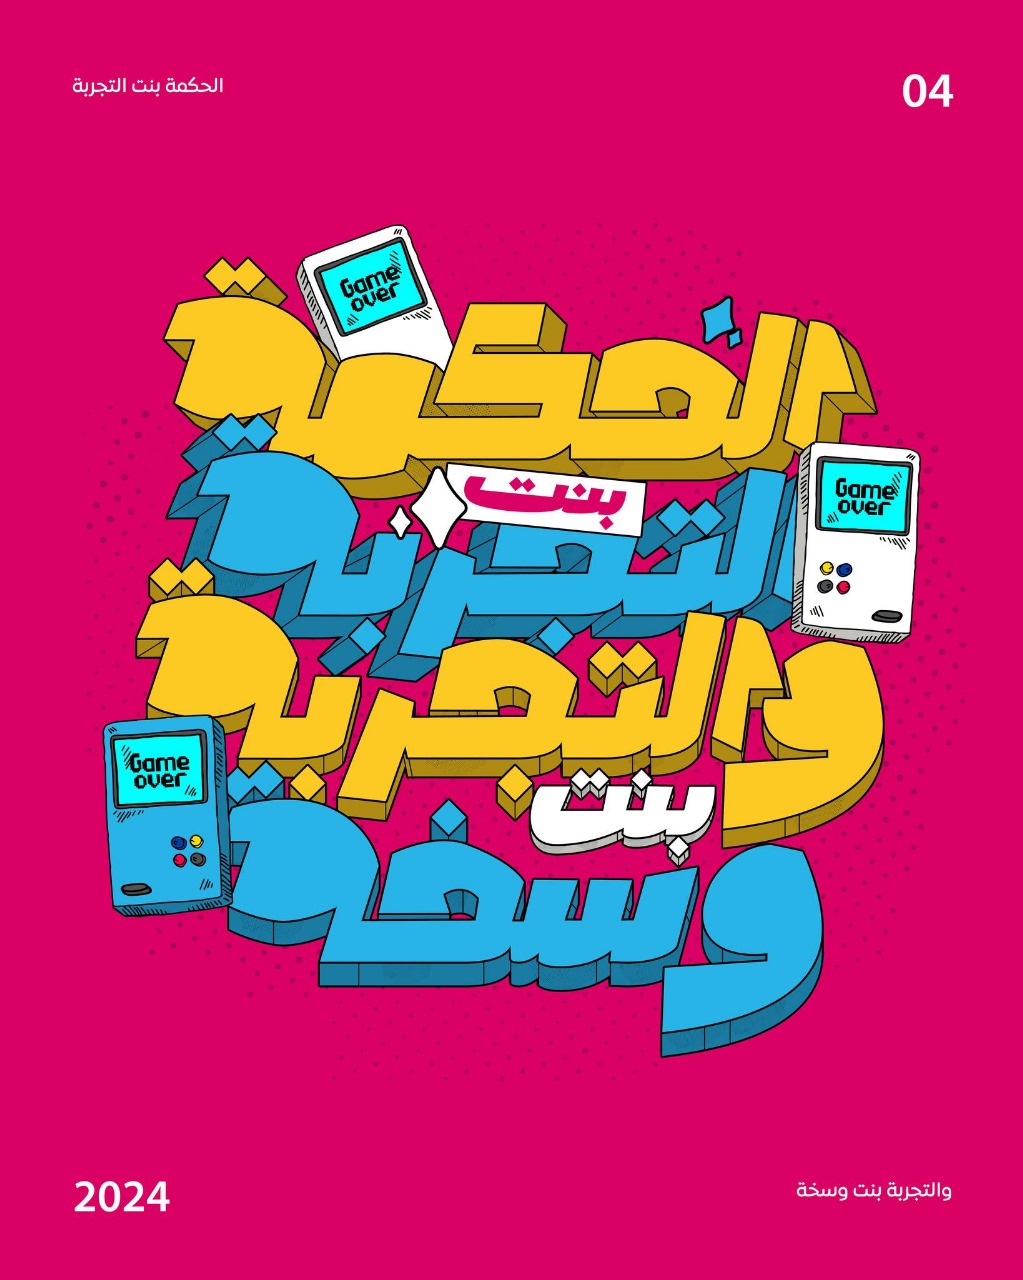 الحكمة بنت التجربة
04
Game
over
الحكمة
بنت
التجربة
Game
over
والتجربة
بنت
Game
over
وسخة
2024
والتجربة بنت وسخة